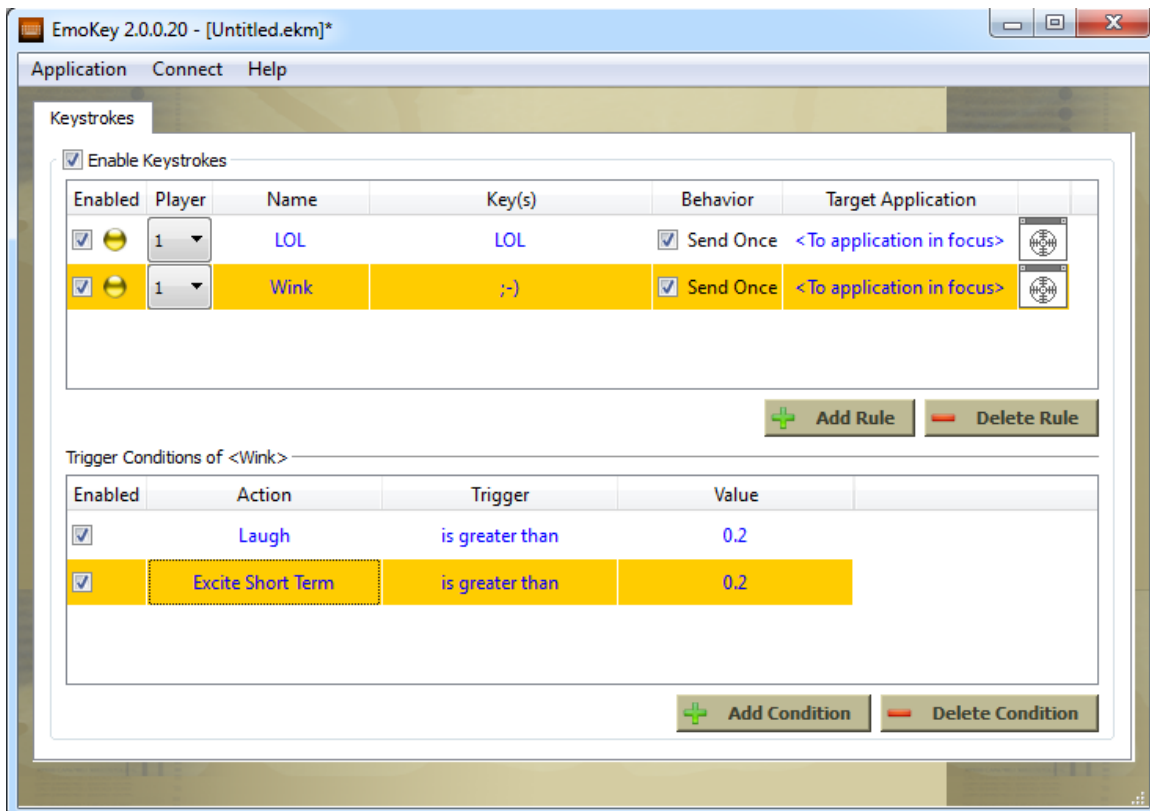 EmoKey 2.0.0.20 - [Untitled.ekm]*
Application Connect Help
Keystrokes
Enable Keystrokes
Enabled Player Name Key(s) Behavior Target Application
1 LOL LOL Send Once <To application in focus>
1 Wink ;-) Send Once <To application in focus>
Add Rule Delete Rule
Trigger Conditions of <Wink>
Enabled Action Trigger Value
Laugh is greater than 0.2
Excite Short Term is greater than 0.2
Add Condition Delete Condition